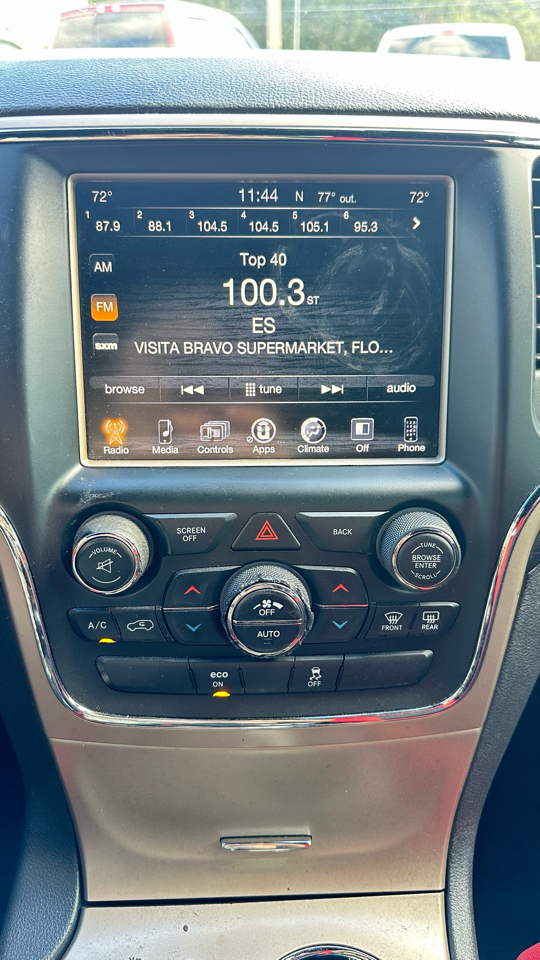 72° 11:44 N 77° out. 72°
1 87.9 2 88.1 3 104.5 4 104.5 5 105.1 6 95.3
AM
Top 40
FM
100.3 ST
ES
sxm
VISITA BRAVO SUPERMARKET, FLO...
browse tune audio
Radio Media Controls Apps Climate Off Phone
SCREEN OFF
BACK
VOLUME
TUNE
BROWSE
ENTER
SCROLL
OFF
AUTO
A/C
FRONT REAR
eco
ON
OFF